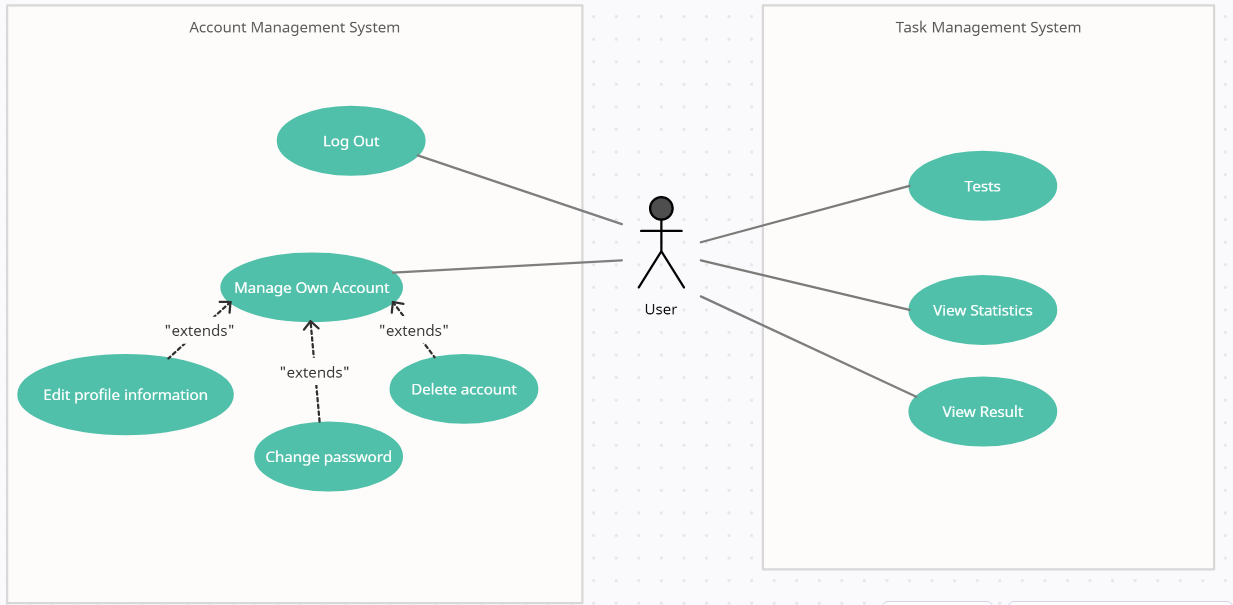 Account Management System
Task Management System
Log Out
Tests
Manage Own Account
User
View Statistics
"extends"
"extends"
"extends"
Edit profile information
Delete account
View Result
Change password